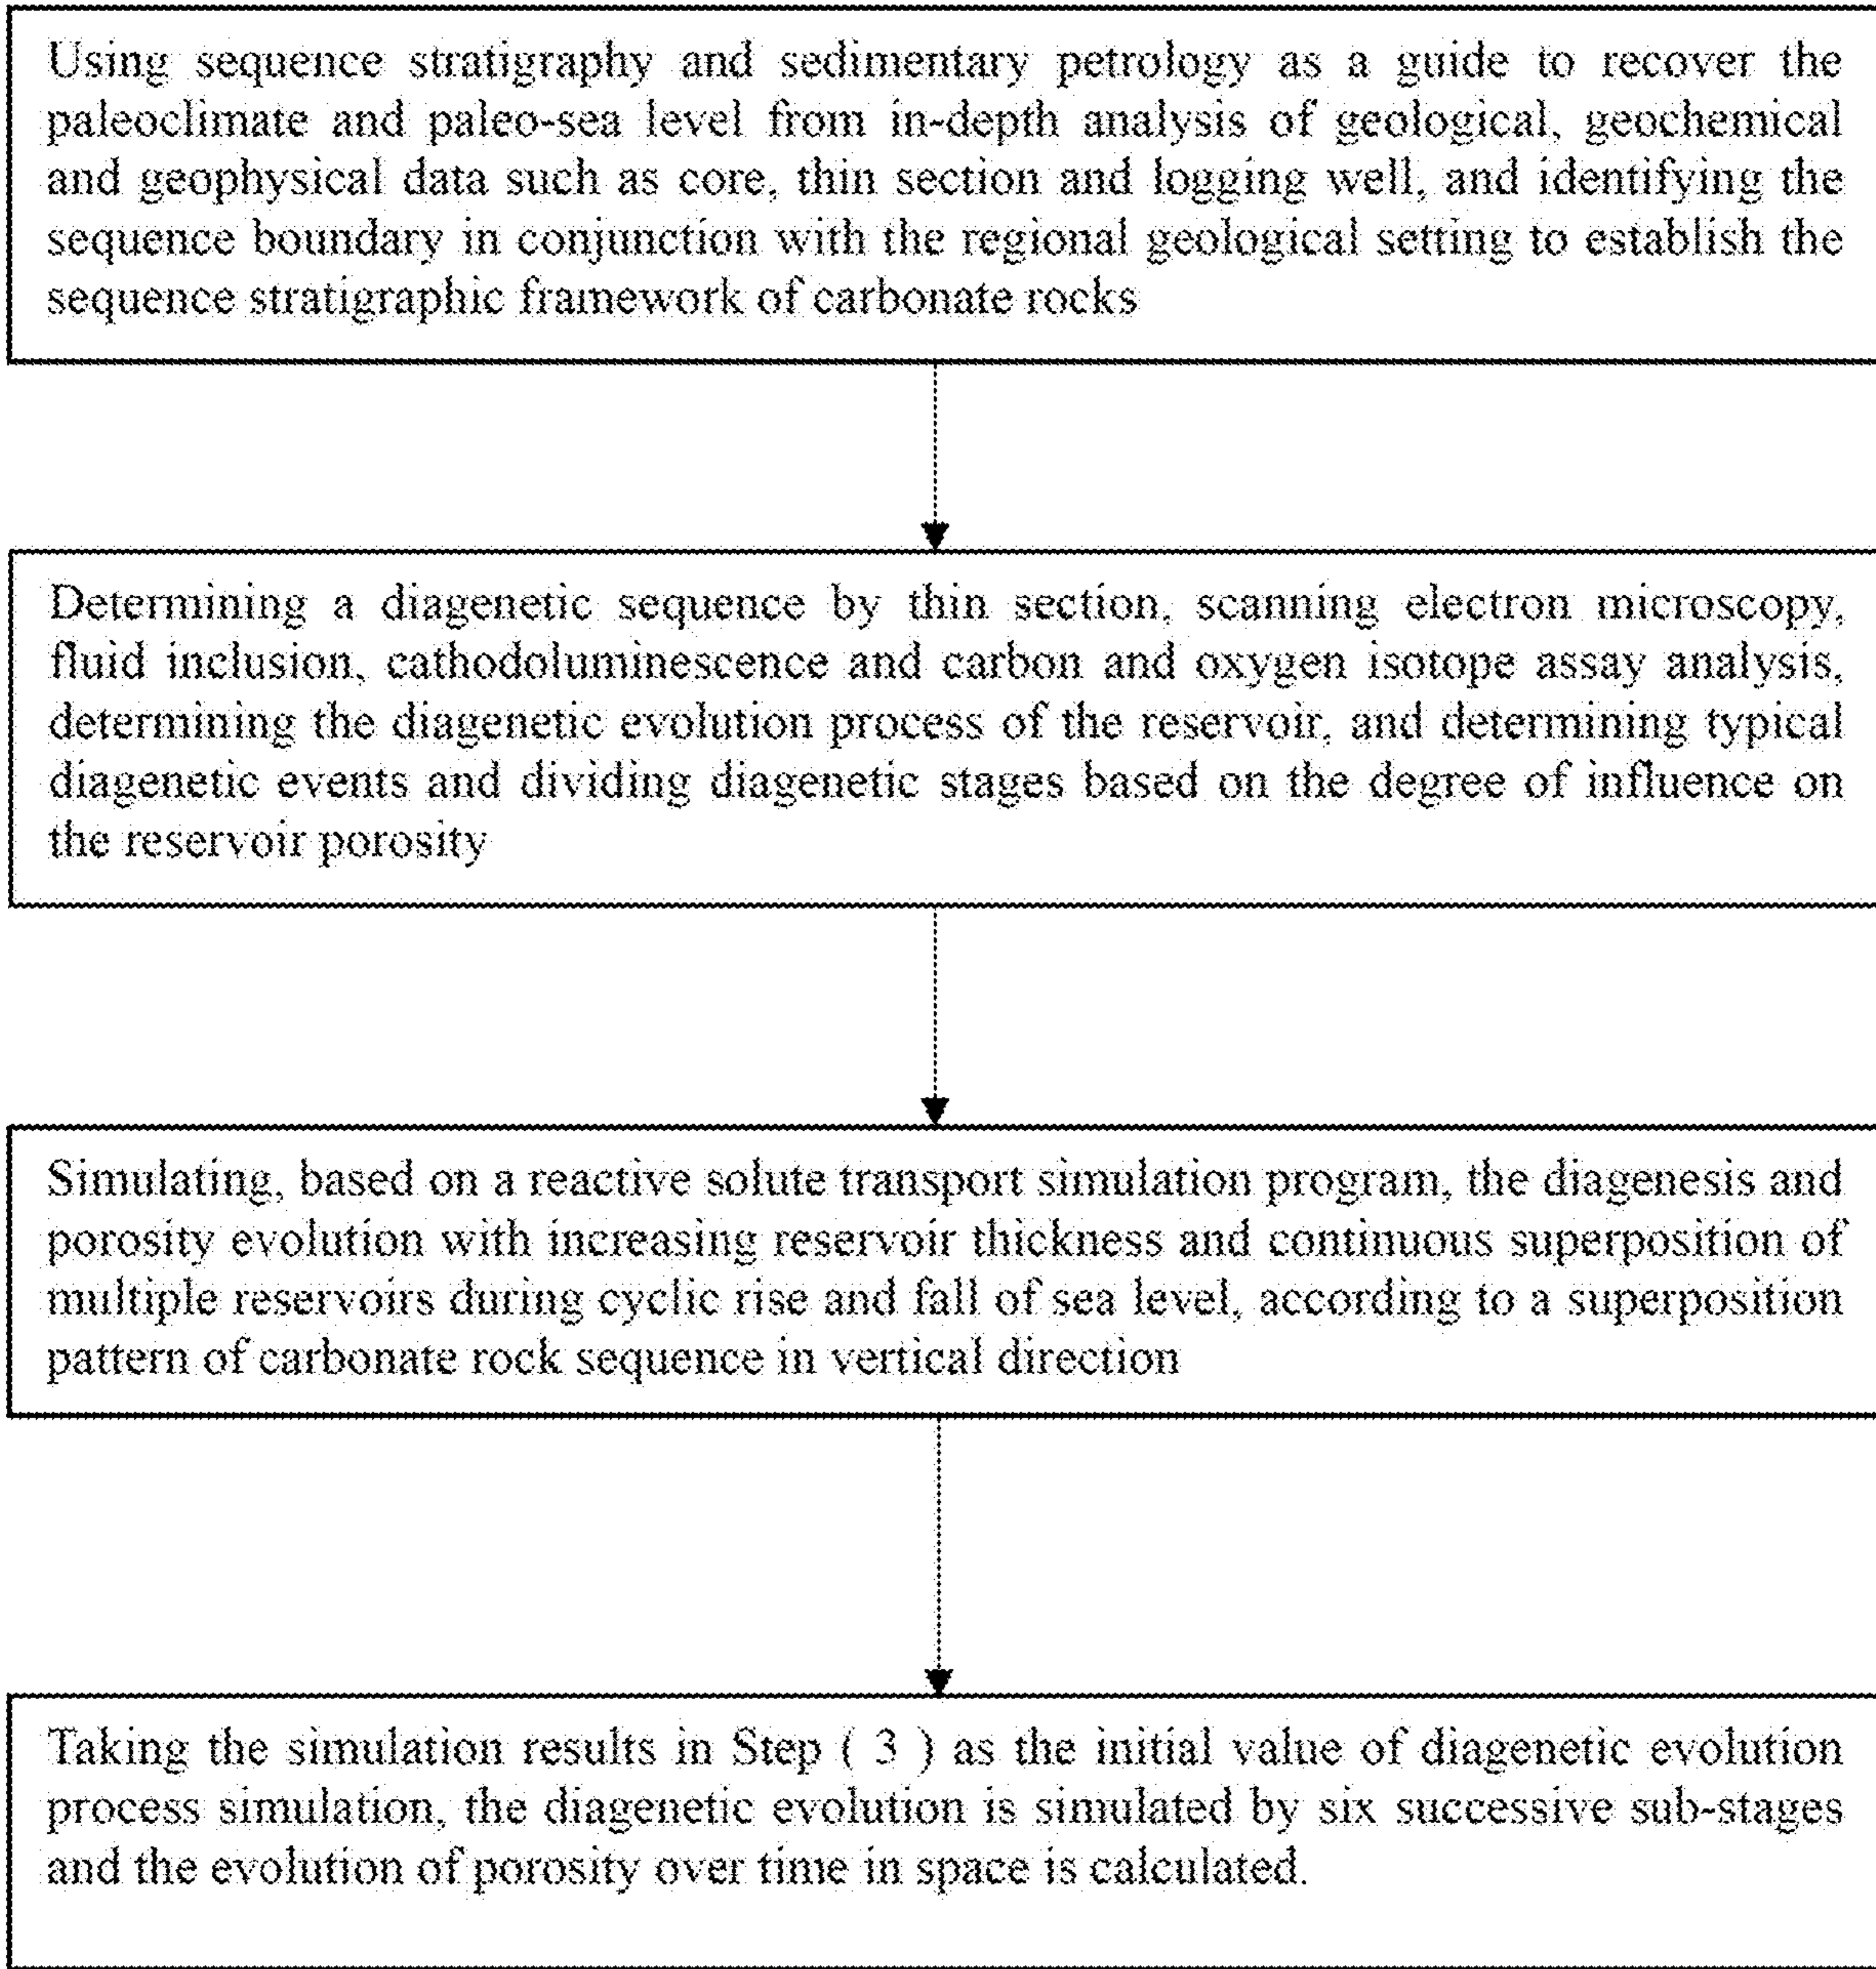 Using sequence stratigraphy and sedimentary petrology as a guide to recover the
paleoclimate and paleo-sea level from in-depth analysis of geological, geochemical
and geophysical data such as core, thin section and logging well, and identifying the
sequence boundary in conjunction with the regional geological setting to establish the
sequence stratigraphic framework of carbonate rocks
Determining a diagenetic sequence by thin section, scanning electron microscopy,
fluid inclusion, cathodoluminescence and carbon and oxygen isotope assay analysis,
determining the diagenetic evolution process of the reservoir, and determining typical
diagenetic events and dividing diagenetic stages based on the degree of influence on
the reservoir porosity
Simulating, based on a reactive solute transport simulation program, the diagenesis and
porosity evolution with increasing reservoir thickness and continuous superposition of
multiple reservoirs during cyclic rise and fall of sea level, according to a superposition
pattern of carbonate rock sequence in vertical direction
Taking the simulation results in Step ( 3 ) as the initial value of diagenetic evolution
process simulation, the diagenetic evolution is simulated by six successive sub-stages
and the evolution of porosity over time in space is calculated.